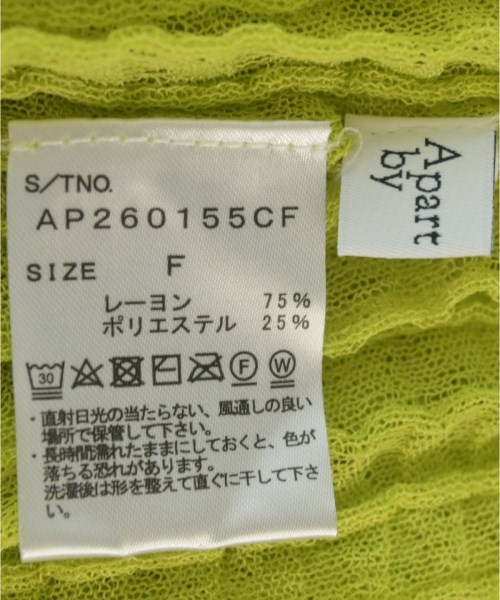 S/TNO.
AP260155CF
SIZE F
レーヨン 75%
ポリエステル 25%
30 F W
・直射日光の当たらない、風通しの良い
場所で保管して下さい。
・長時間濡れたままにしておくと、色が
落ちる恐れがあります。
洗濯後は形を整えて直ぐに干して下さ
い。
Apart
by